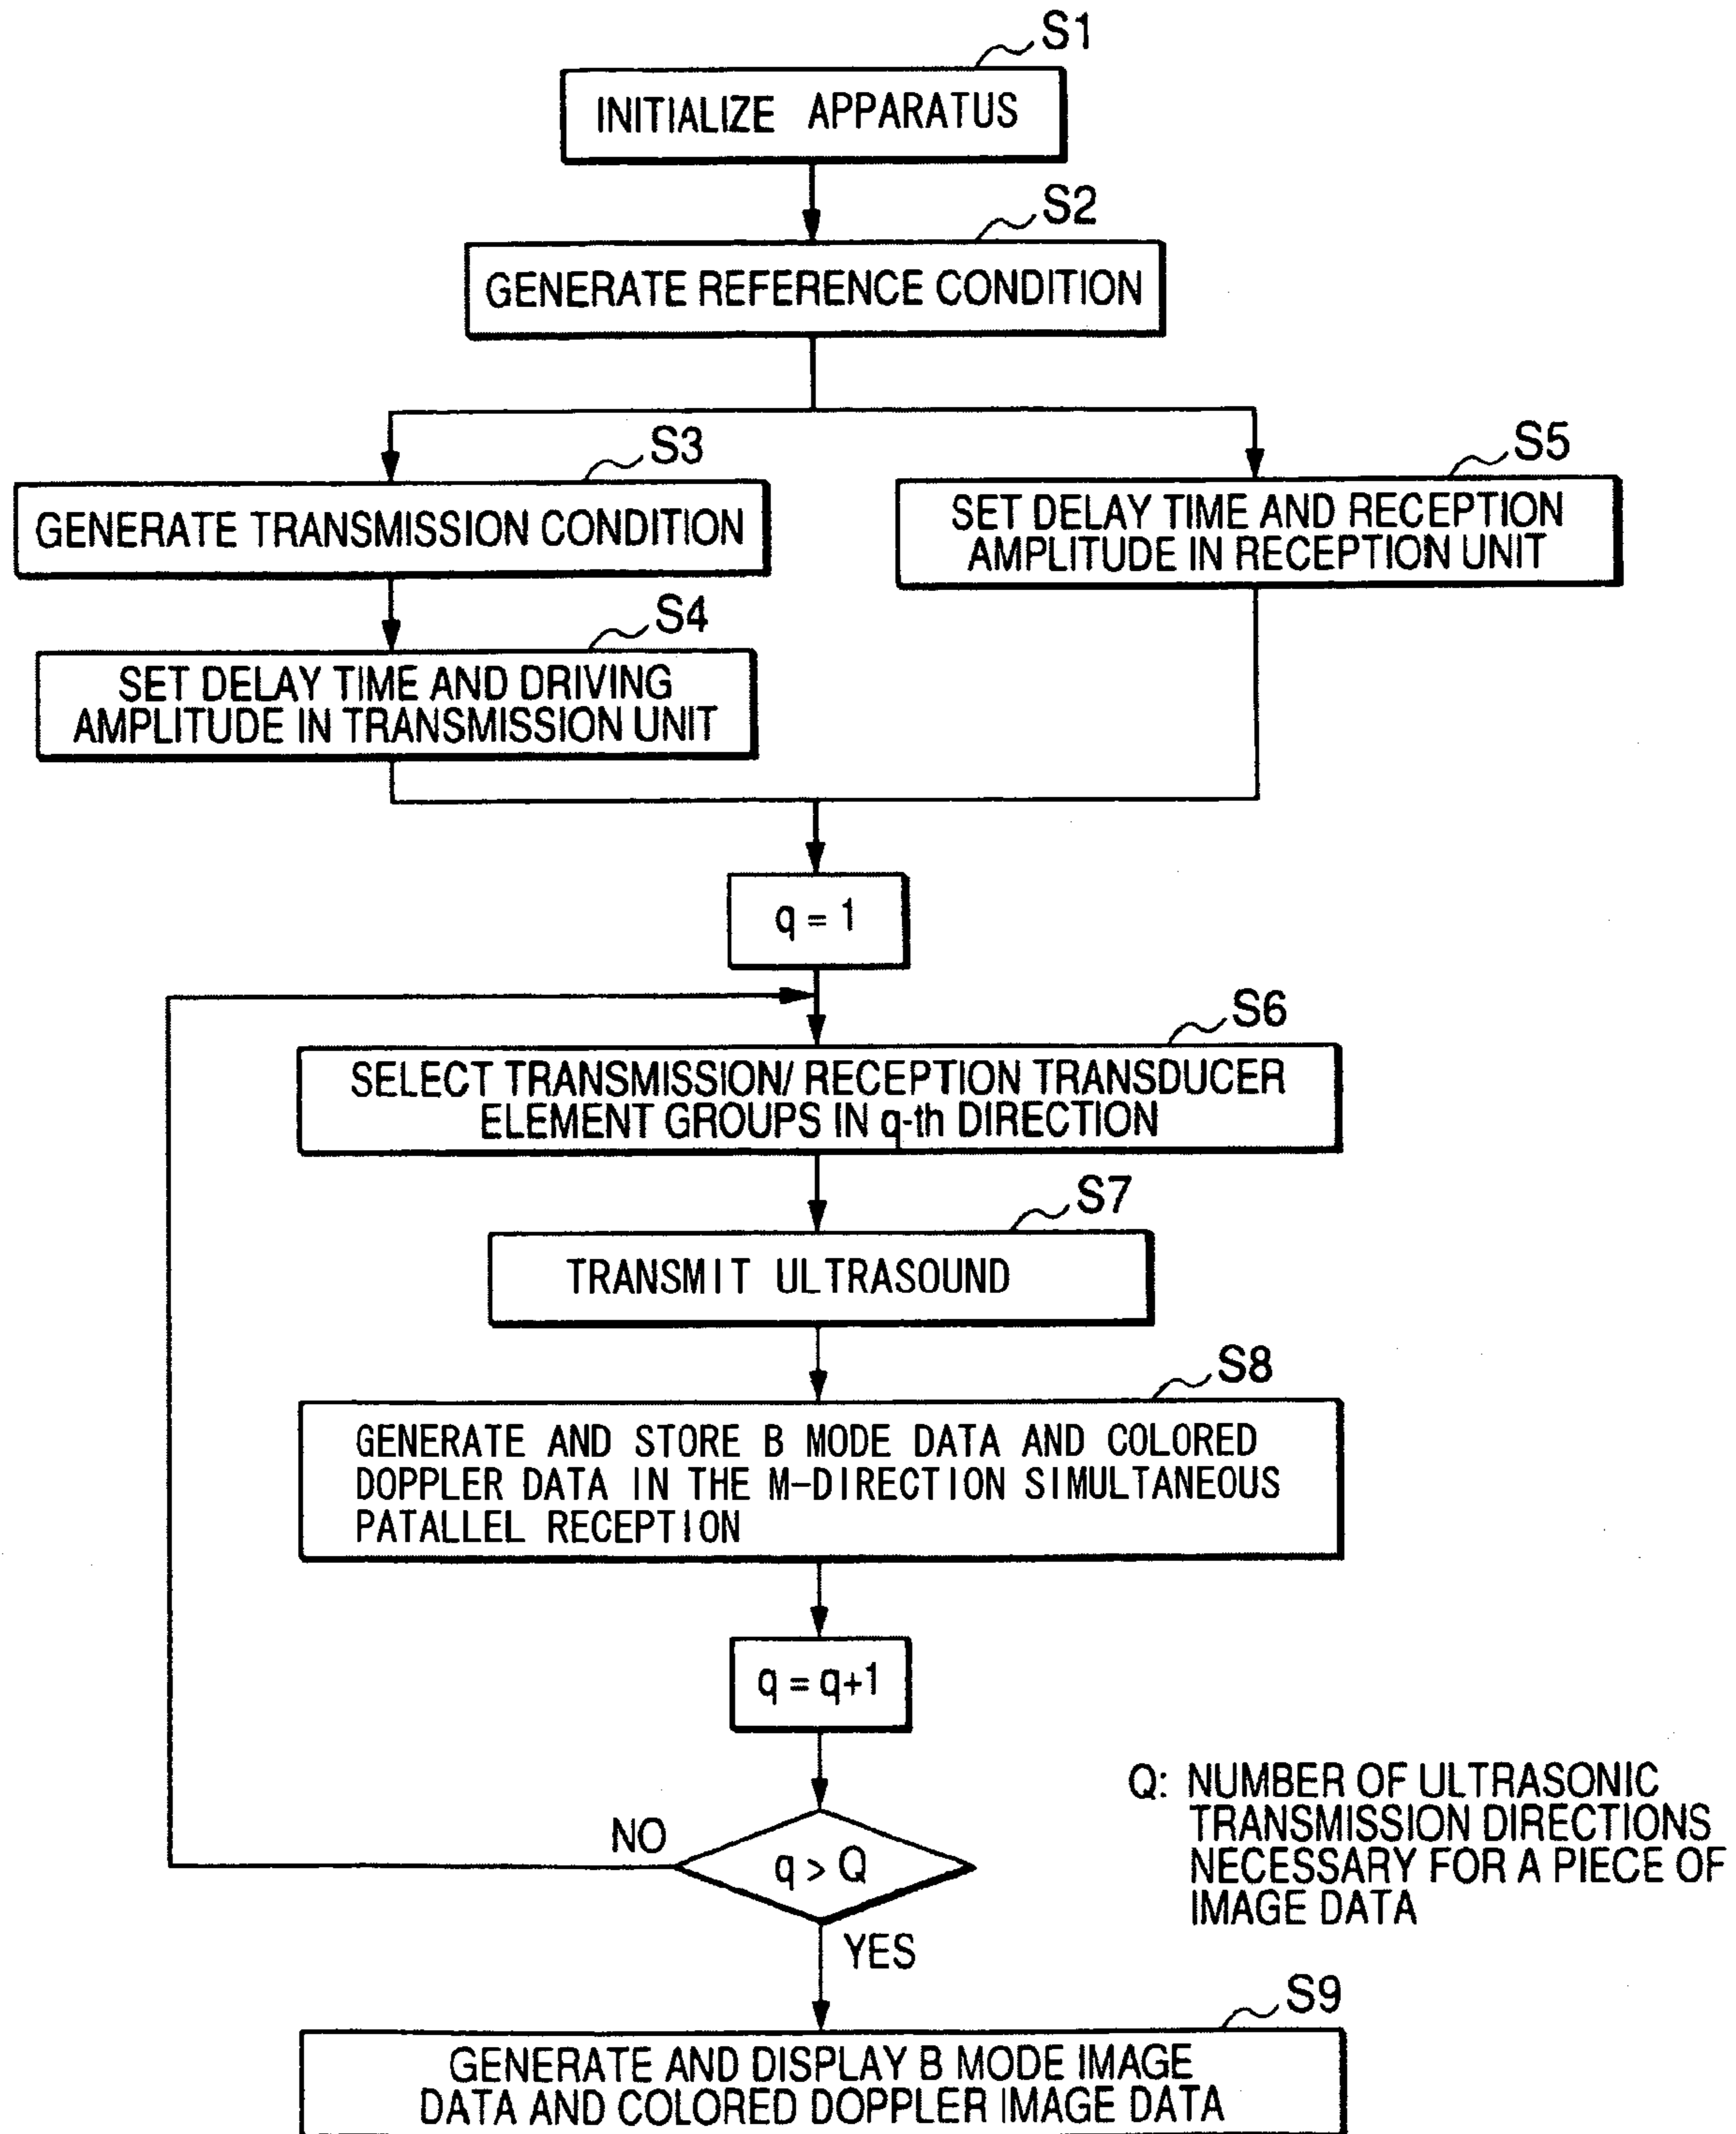 S1
INITIALIZE APPARATUS
S2
GENERATE REFERENCE CONDITION
S3
GENERATE TRANSMISSION CONDITION
S5
SET DELAY TIME AND RECEPTION
AMPLITUDE IN RECEPTION UNIT
S4
SET DELAY TIME AND DRIVING
AMPLITUDE IN TRANSMISSION UNIT
q = 1
S6
SELECT TRANSMISSION/ RECEPTION TRANSDUCER
ELEMENT GROUPS IN q-th DIRECTION
S7
TRANSMIT ULTRASOUND
S8
GENERATE AND STORE B MODE DATA AND COLORED
DOPPLER DATA IN THE M-DIRECTION SIMULTANEOUS
PATALLEL RECEPTION
q = q+1
Q: NUMBER OF ULTRASONIC
TRANSMISSION DIRECTIONS
NECESSARY FOR A PIECE OF
IMAGE DATA
NO
q > Q
YES
S9
GENERATE AND DISPLAY B MODE IMAGE
DATA AND COLORED DOPPLER IMAGE DATA